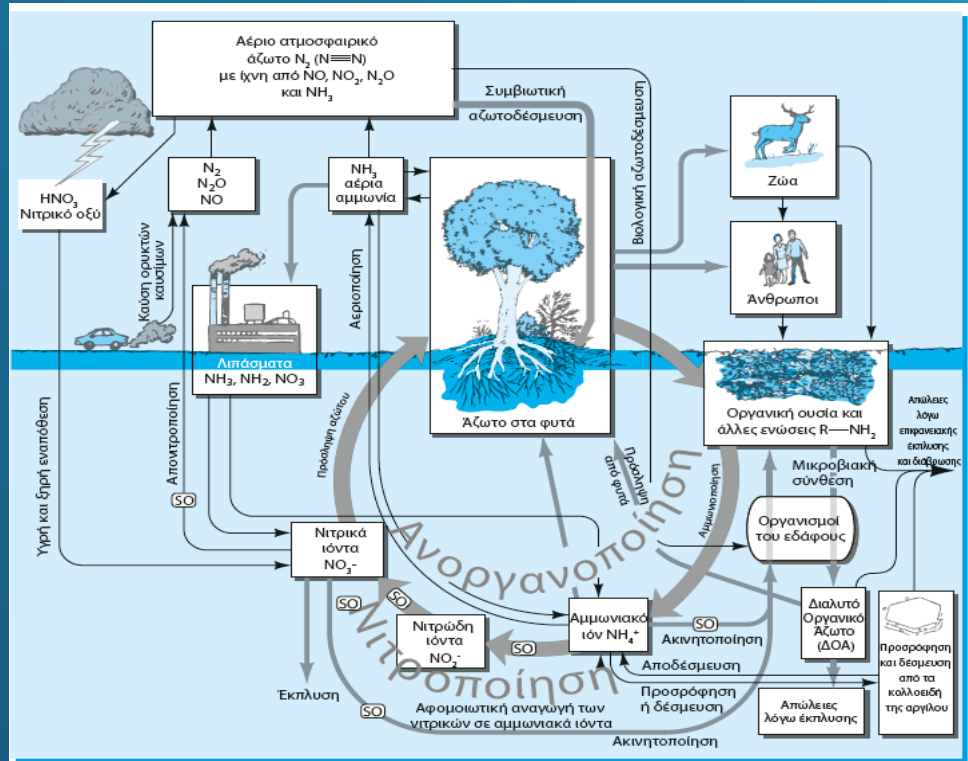 Αέριο ατμοσφαιρικό
άζωτο N₂ (N≡N)
με ίχνη από NO, NO₂, N₂O
και NH₃
Συμβιωτική
αζωτοδέσμευση
Βιολογική αζωτοδέσμευση
Ζώα
Άνθρωποι
HNO₃
Νιτρικό οξύ
N₂
N₂O
NO
NH₃
αέρια
αμμωνία
Καύση ορυκτών
καυσίμων
Αεριοποίηση
Λιπάσματα
NH₃, NH₂, NO₃
Άζωτο στα φυτά
Οργανική ουσία και
άλλες ενώσεις R—NH₂
Απώλειες
λόγω
επιφανειακής
έκπλυσης
και διάβρωσης
Υγρή και ξηρή εναπόθεση
Απονιτροποίηση
SO
Πρόσληψη αζώτου
Πρόσληψη
από φυτά
Αμμωνιοποίηση
Μικροβιακή
σύνθεση
Οργανισμοί
του εδάφους
Ανοργανοποίηση
Νιτροποίηση
Νιτρικά
ιόντα
NO₃-
SO
SO
Νιτρώδη
ιόντα
NO₂-
SO
Αμμωνιακό
ιόν NH₄⁺
SO
Ακινητοποίηση
Διαλυτό
Οργανικό
Άζωτο
(ΔΟΑ)
Προσρόφηση
και δέσμευση
από τα
κολλοειδή
της αργίλου
Αποδέσμευση
Προσρόφηση
ή δέσμευση
Έκπλυση
SO
Αφομοιωτική αναγωγή των
νιτρικών σε αμμωνιακά ιόντα
Ακινητοποίηση
Απώλειες
λόγω έκπλυσης